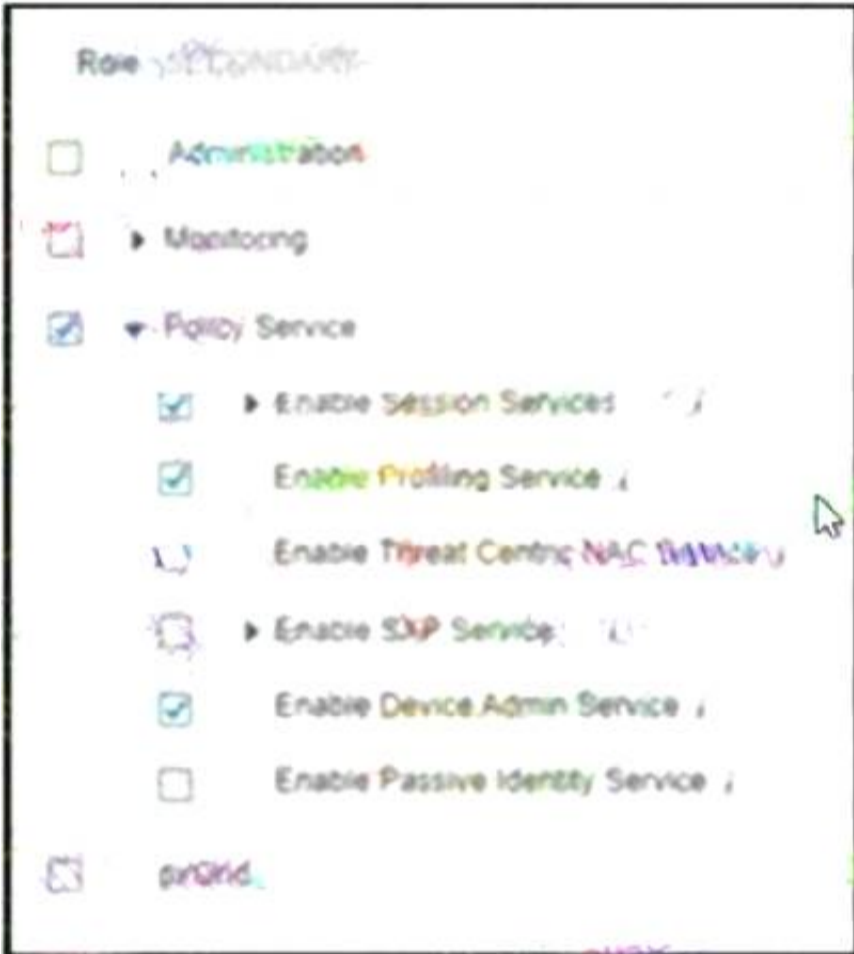 Role SECONDARY
Administration
Monitoring
Policy Service
Enable Session Services
Enable Profiling Service
Enable Threat Centric NAC Service
Enable SXP Service
Enable Device Admin Service
Enable Passive Identity Service
pxGrid